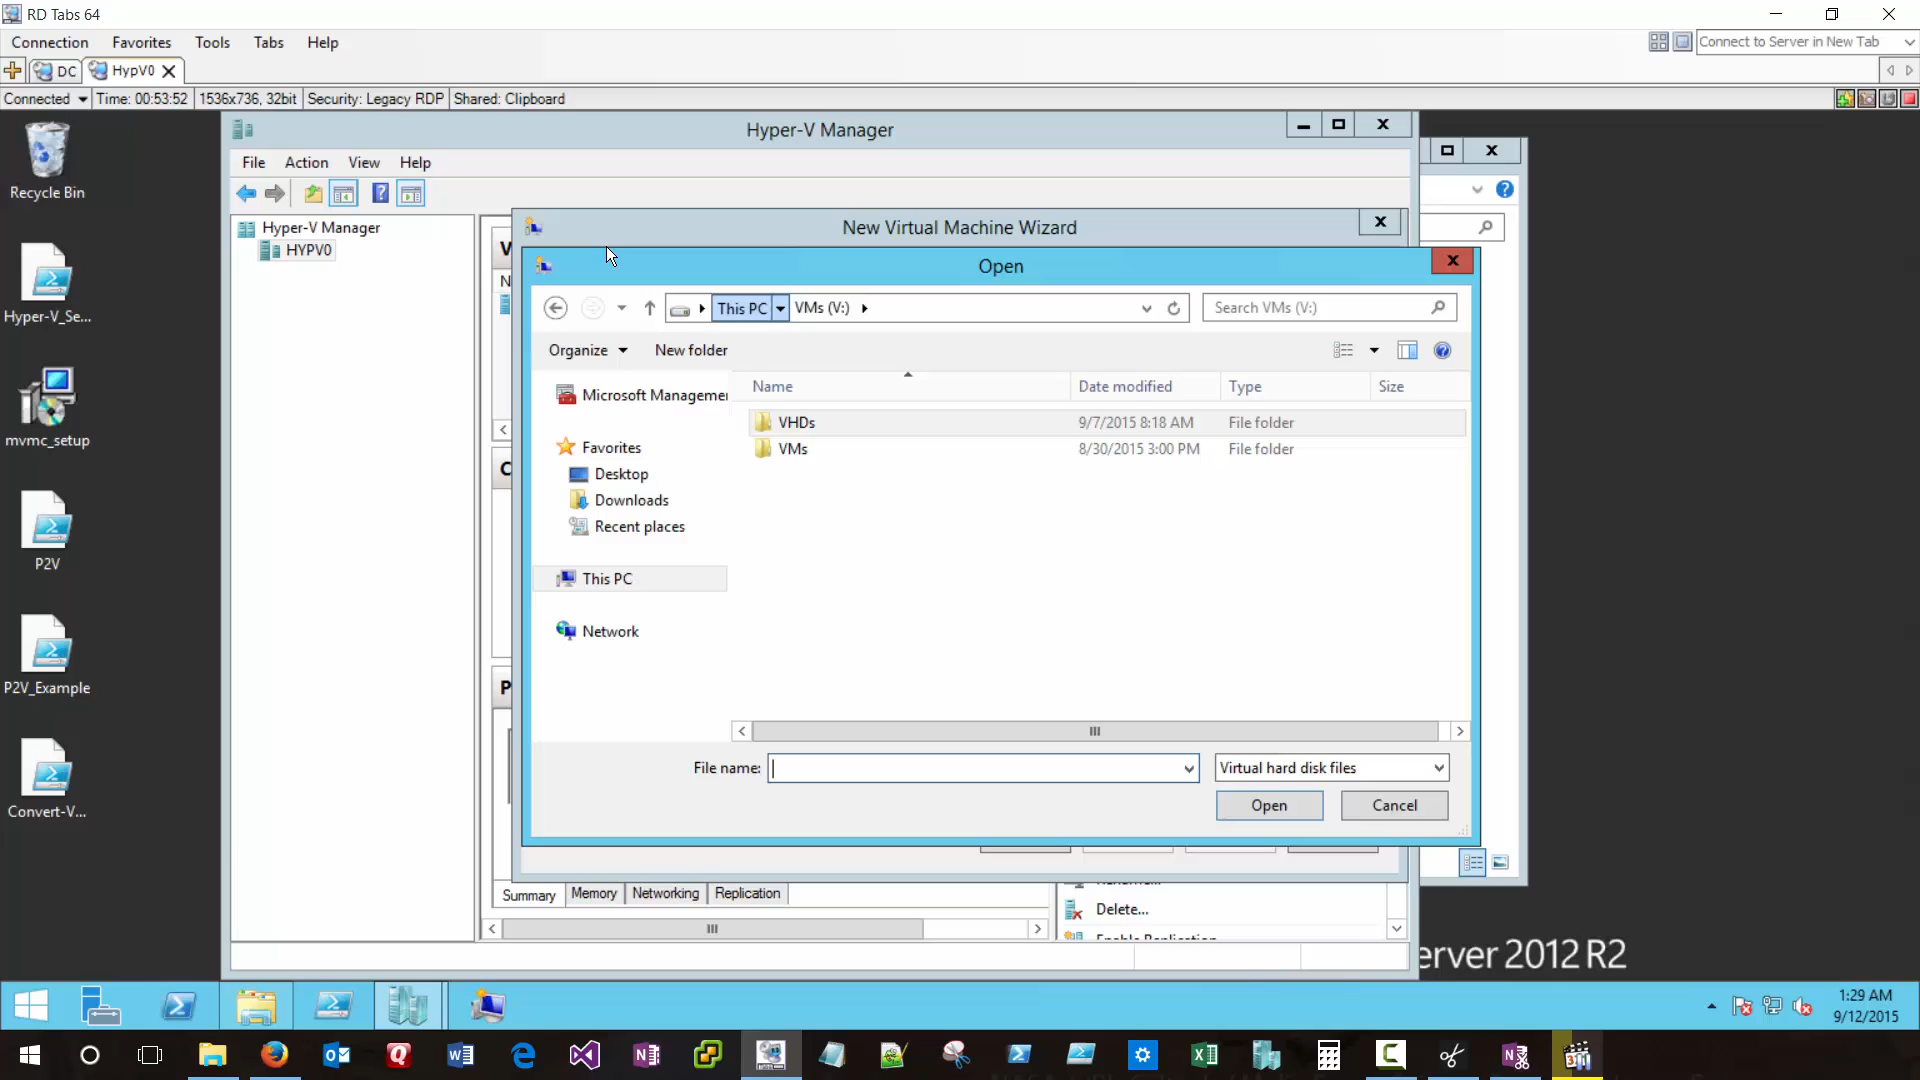 RD Tabs 64
Connection Favorites Tools Tabs Help
Connect to Server in New Tab
DC HypV0
Connected Time: 00:53:52 1536x736, 32bit Security: Legacy RDP Shared: Clipboard
Recycle Bin
Hyper-V_Se...
mvmc_setup
P2V
P2V_Example
Convert-V...
Hyper-V Manager
File Action View Help
Hyper-V Manager
HYPV0
New Virtual Machine Wizard
Open
This PC VMs (V:)
Search VMs (V:)
Organize New folder
Microsoft Managemer
Favorites
Desktop
Downloads
Recent places
This PC
Network
Name Date modified Type Size
VHDs 9/7/2015 8:18 AM File folder
VMs 8/30/2015 3:00 PM File folder
File name:
Virtual hard disk files
Open Cancel
Summary Memory Networking Replication
Delete...
erver 2012 R2
1:29 AM
9/12/2015